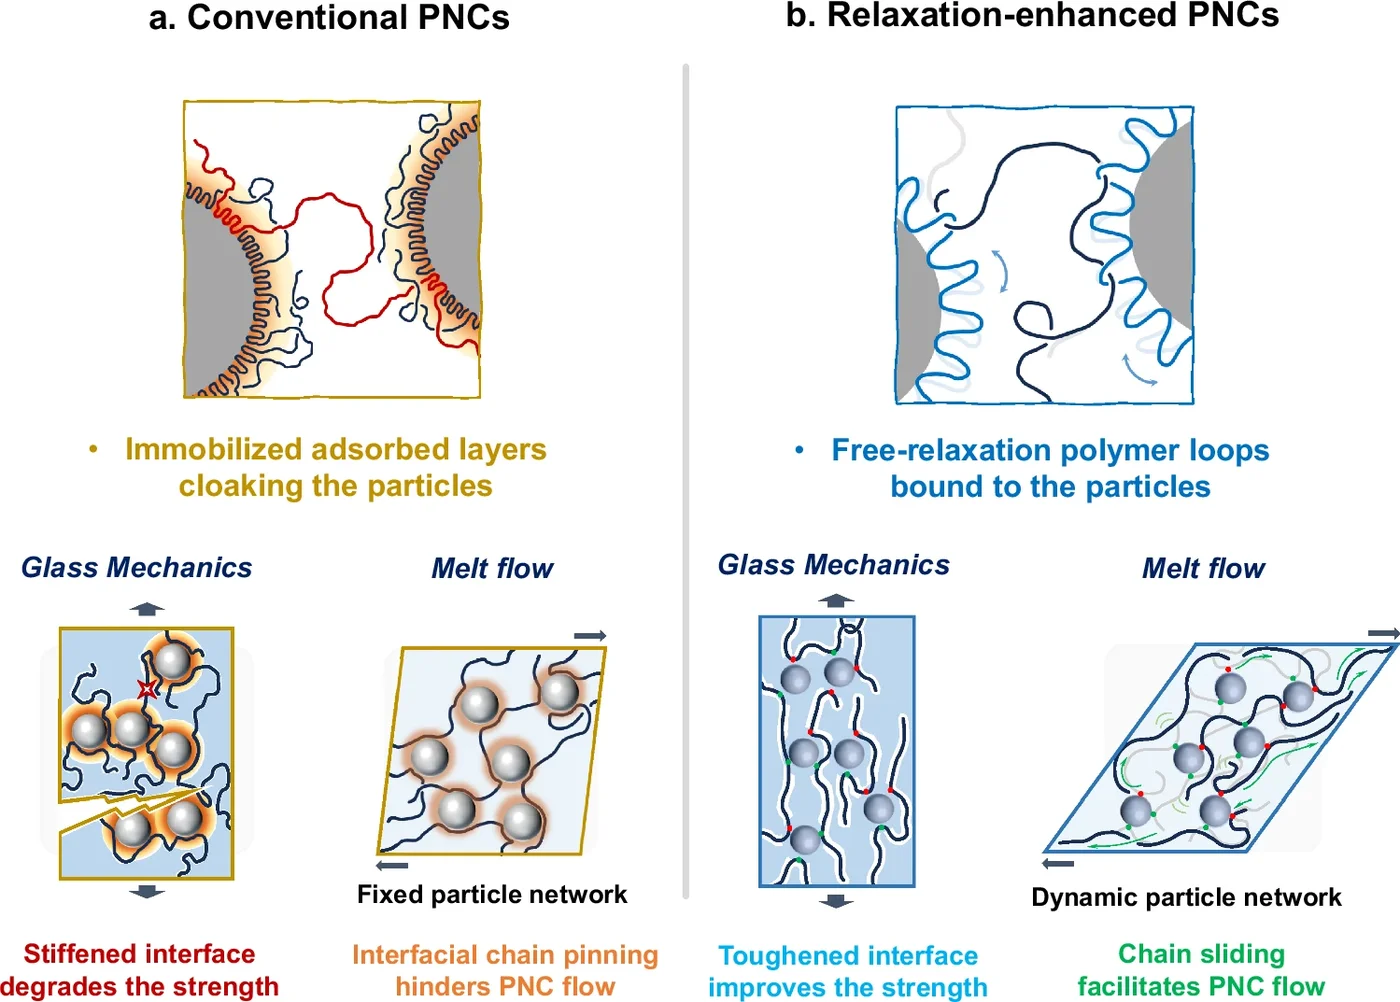 a. Conventional PNCs
• Immobilized adsorbed layers
cloaking the particles
Glass Mechanics
Melt flow
Fixed particle network
Stiffened interface
degrades the strength
Interfacial chain pinning
hinders PNC flow
b. Relaxation-enhanced PNCs
• Free-relaxation polymer loops
bound to the particles
Glass Mechanics
Melt flow
Dynamic particle network
Toughened interface
improves the strength
Chain sliding
facilitates PNC flow